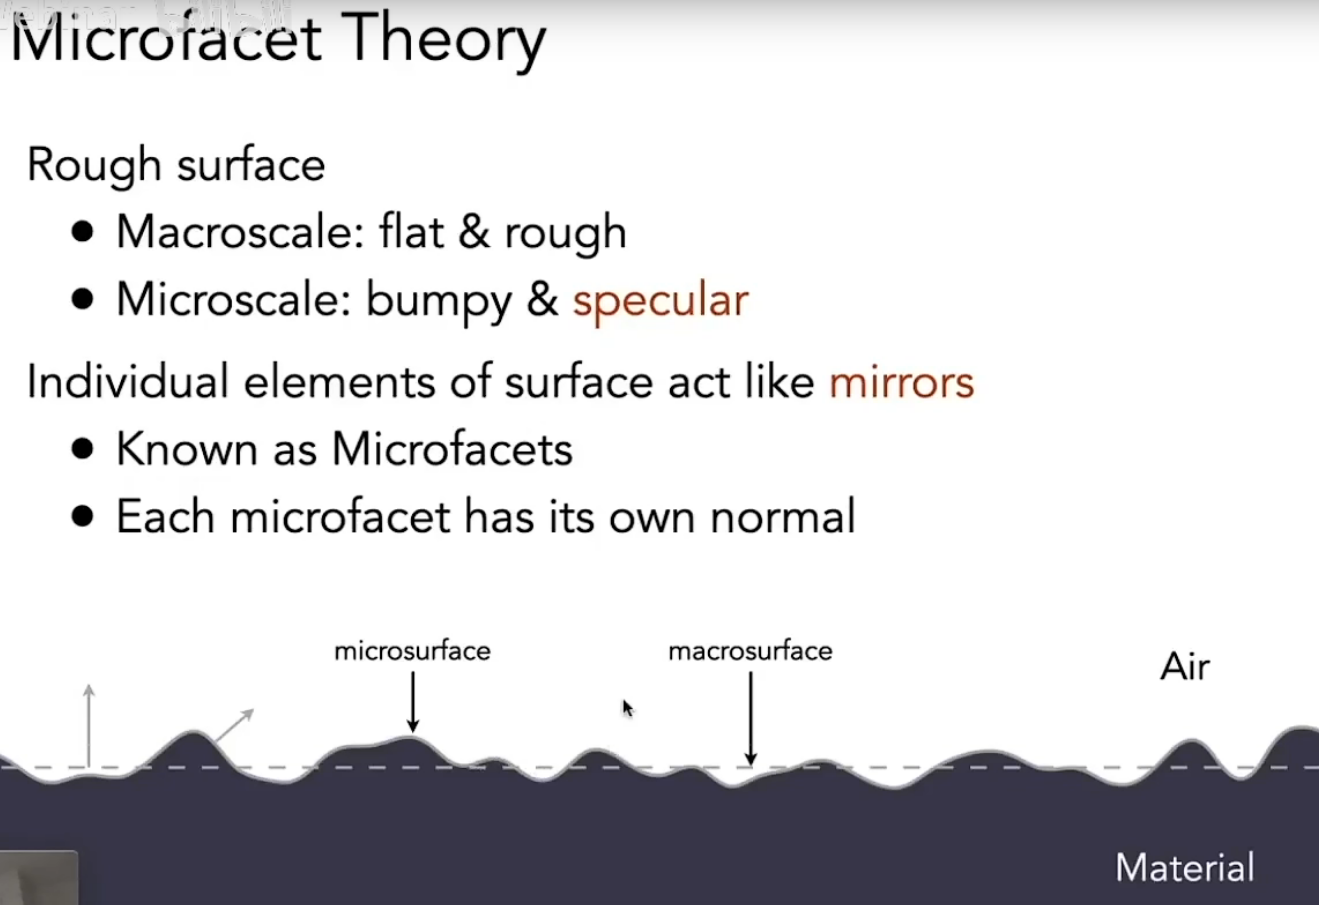 Microfacet Theory
Rough surface
● Macroscale: flat & rough
● Microscale: bumpy & specular
Individual elements of surface act like mirrors
● Known as Microfacets
● Each microfacet has its own normal
microsurface
macrosurface
Air
Material